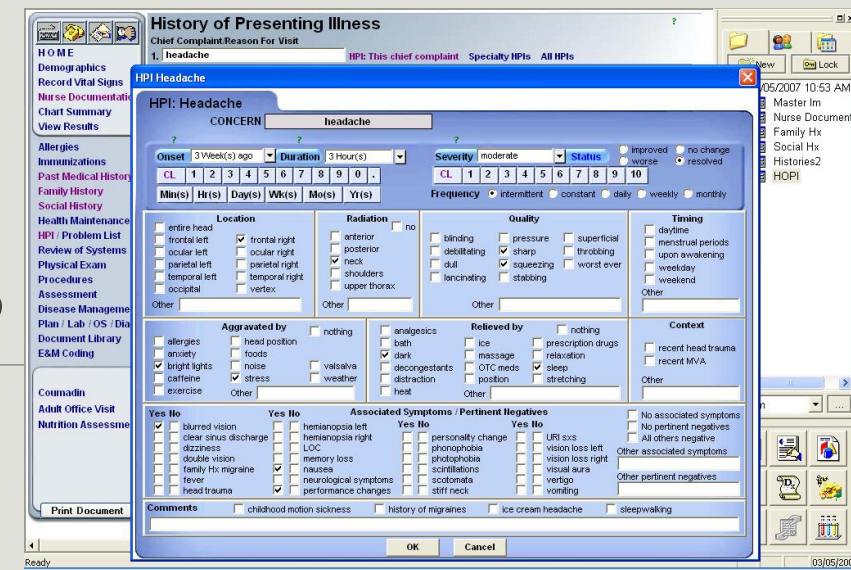 History of Presenting Illness
?
Chief Complaint/Reason For Visit
1. headache HPI: This chief complaint Specialty HPIs All HPIs
HOME
Demographics
Record Vital Signs
Nurse Documentatio
Chart Summary
View Results
Allergies
Immunizations
Past Medical History
Family History
Social History
Health Maintenance
HPI / Problem List
Review of Systems
Physical Exam
Procedures
Assessment
Disease Manageme
Plan / Lab / OS / Dia
Document Library
E&M Coding
Coumadin
Adult Office Visit
Nutrition Assessme
Print Document
Ready
HPI Headache
HPI: Headache
CONCERN headache
? ? ?
Onset 3 Week(s) ago Duration 3 Hour(s) Severity moderate Status improved no change
worse resolved
CL 1 2 3 4 5 6 7 8 9 0 . CL 1 2 3 4 5 6 7 8 9 10
Min(s) Hr(s) Day(s) Wk(s) Mo(s) Yr(s) Frequency intermittent constant daily weekly monthly
Location
entire head
frontal left frontal right
ocular left ocular right
parietal left parietal right
temporal left temporal right
occipital vertex
Other
Radiation
no
anterior
posterior
neck
shoulders
upper thorax
Other
Quality
blinding pressure superficial
debilitating sharp throbbing
dull squeezing worst ever
lancinating stabbing
Other
Timing
daytime
menstrual periods
upon awakening
weekday
weekend
Other
Aggravated by
nothing
allergies head position
anxiety foods
bright lights noise valsalva
caffeine stress weather
exercise Other
Relieved by
analgesics nothing
bath ice prescription drugs
dark massage relaxation
decongestants OTC meds sleep
distraction position stretching
heat Other
Context
recent head trauma
recent MVA
Other
Associated Symptoms / Pertinent Negatives
Yes No Yes No Yes No Yes No
blurred vision hemianopsia left
clear sinus discharge hemianopsia right personality change URI sxs
dizziness LOC phonophobia vision loss left
double vision memory loss photophobia vision loss right
family Hx migraine nausea scintillations visual aura
fever neurological symptoms scotomata vertigo
head trauma performance changes stiff neck vomiting
No associated symptoms
No pertinent negatives
All others negative
Other associated symptoms
Other pertinent negatives
Comments childhood motion sickness history of migraines ice cream headache sleepwalking
OK Cancel
New Lock
/05/2007 10:53 AM
Master Im
Nurse Document
Family Hx
Social Hx
Histories2
HOPI
n ...
Dx
03/05/200